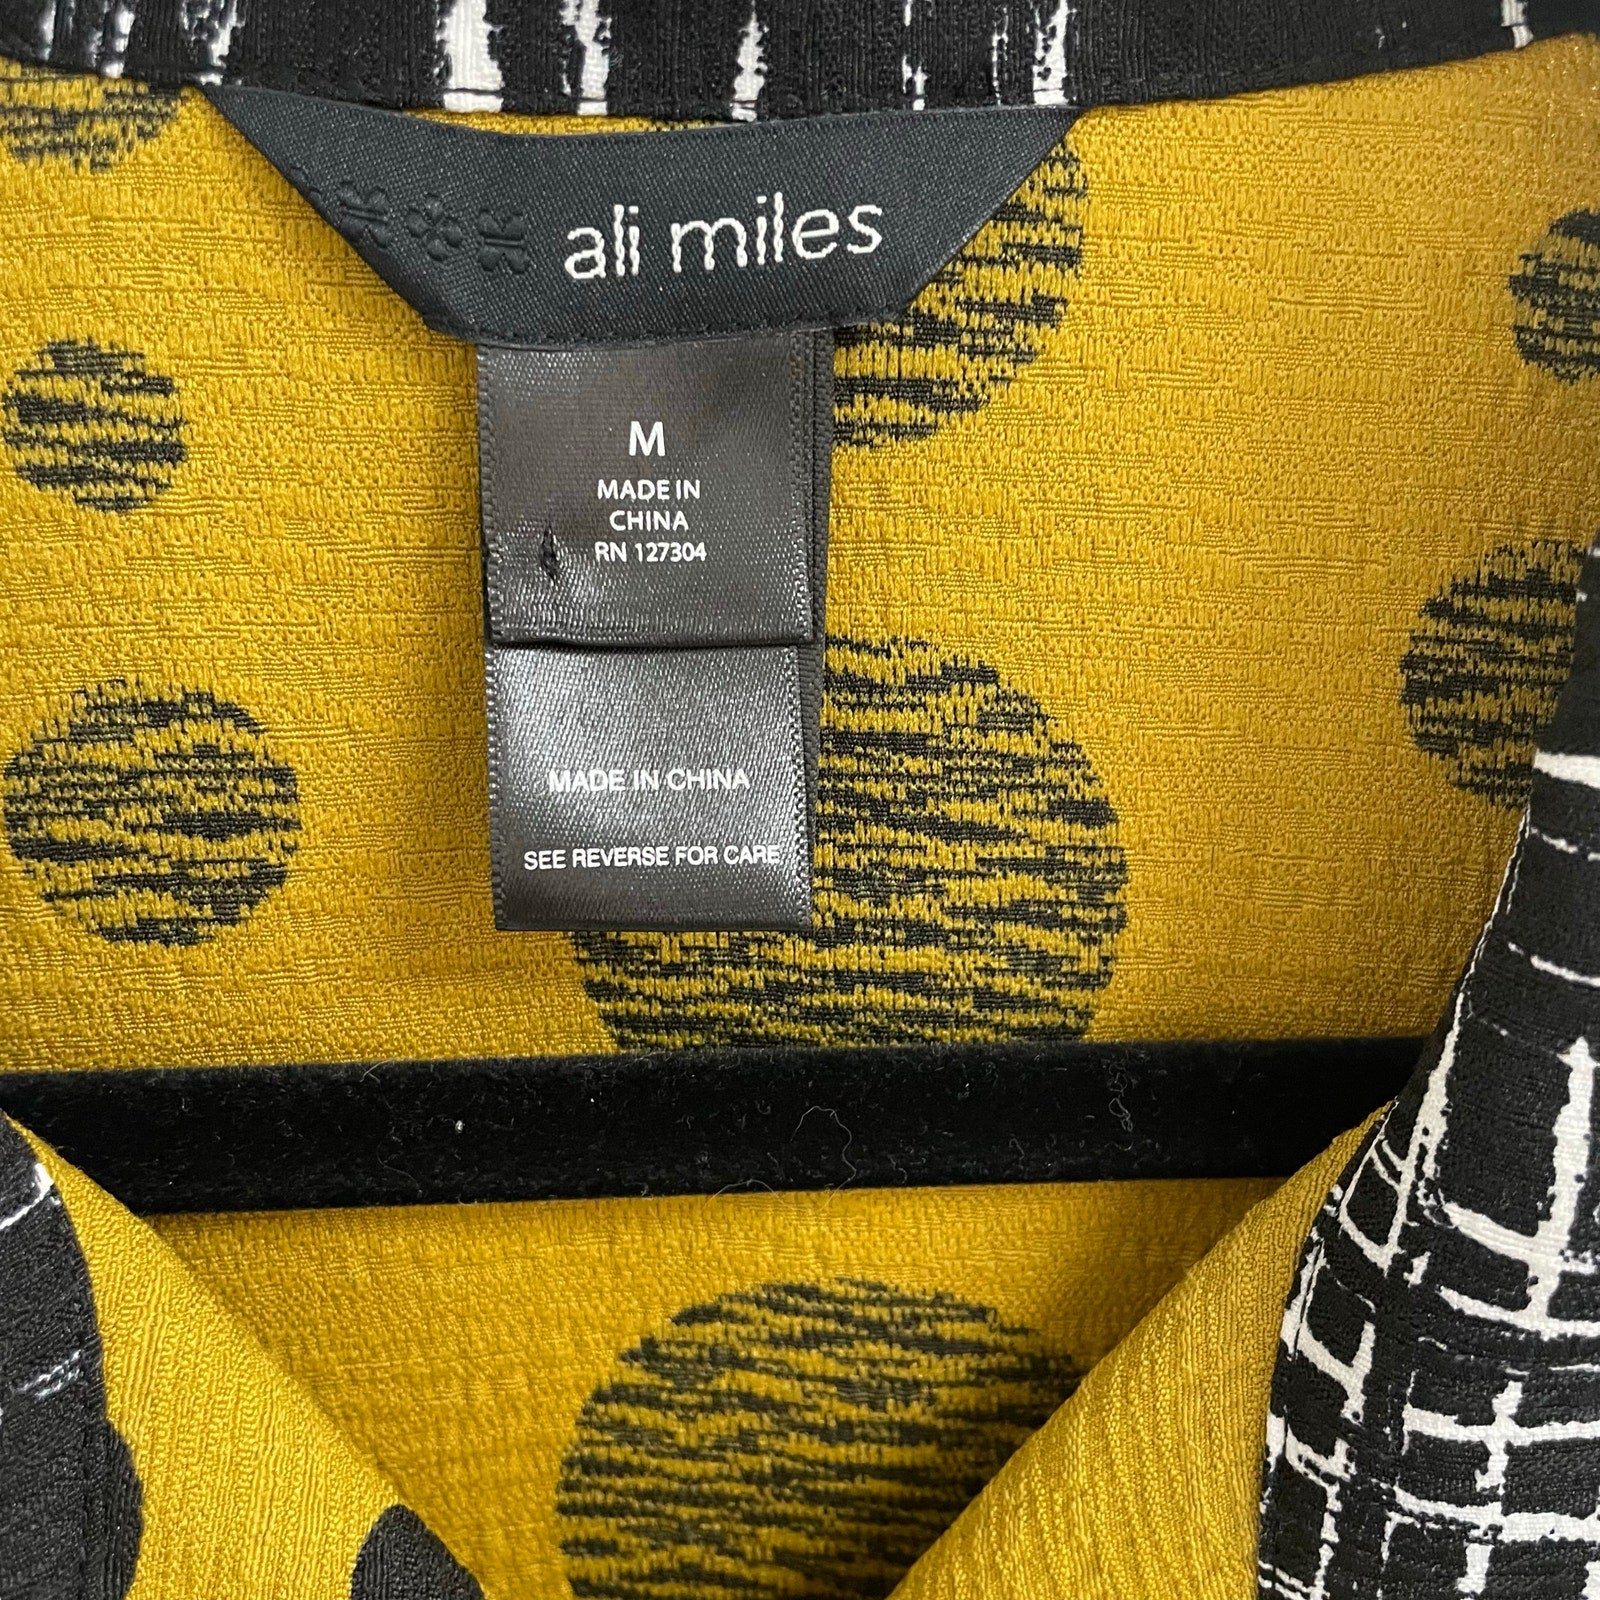 ali miles
M
MADE IN
CHINA
RN 127304
MADE IN CHINA
SEE REVERSE FOR CARE